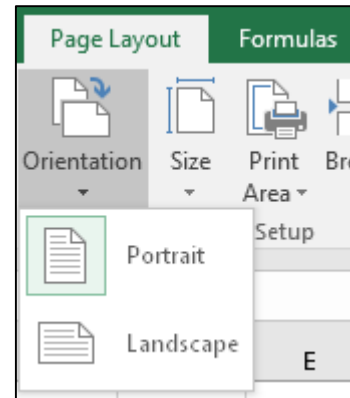 Page Layout Formulas
Orientation Size Print
Area
Setup
Portrait
Landscape
E